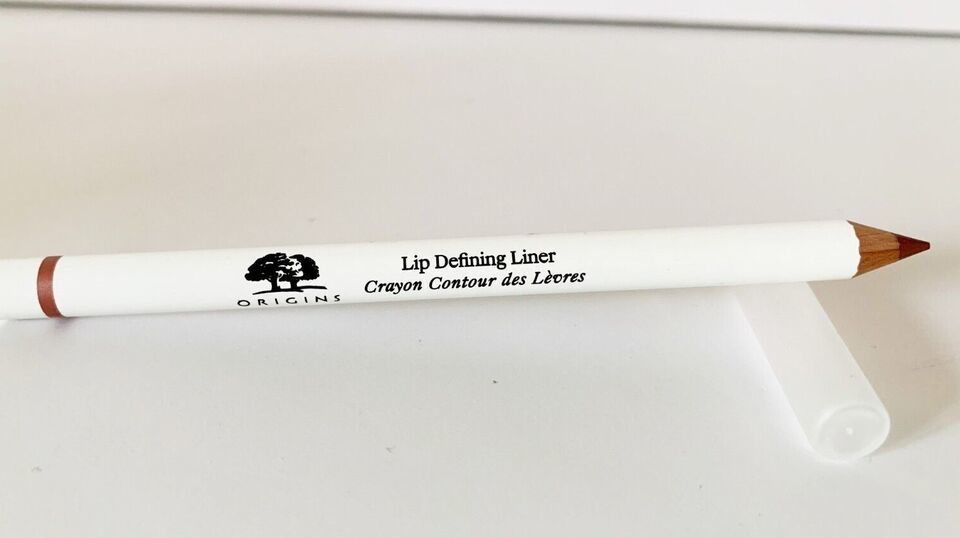 ORIGINS
Lip Defining Liner
Crayon Contour des Lèvres